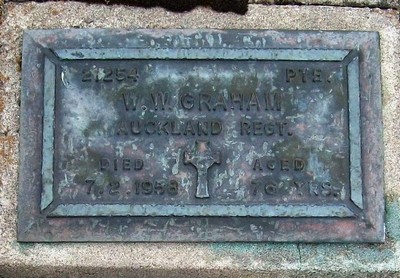 21254 PTE.
W. W. GRAHAM
AUCKLAND REGT.
DIED AGED
7.2.1958 76 YRS.